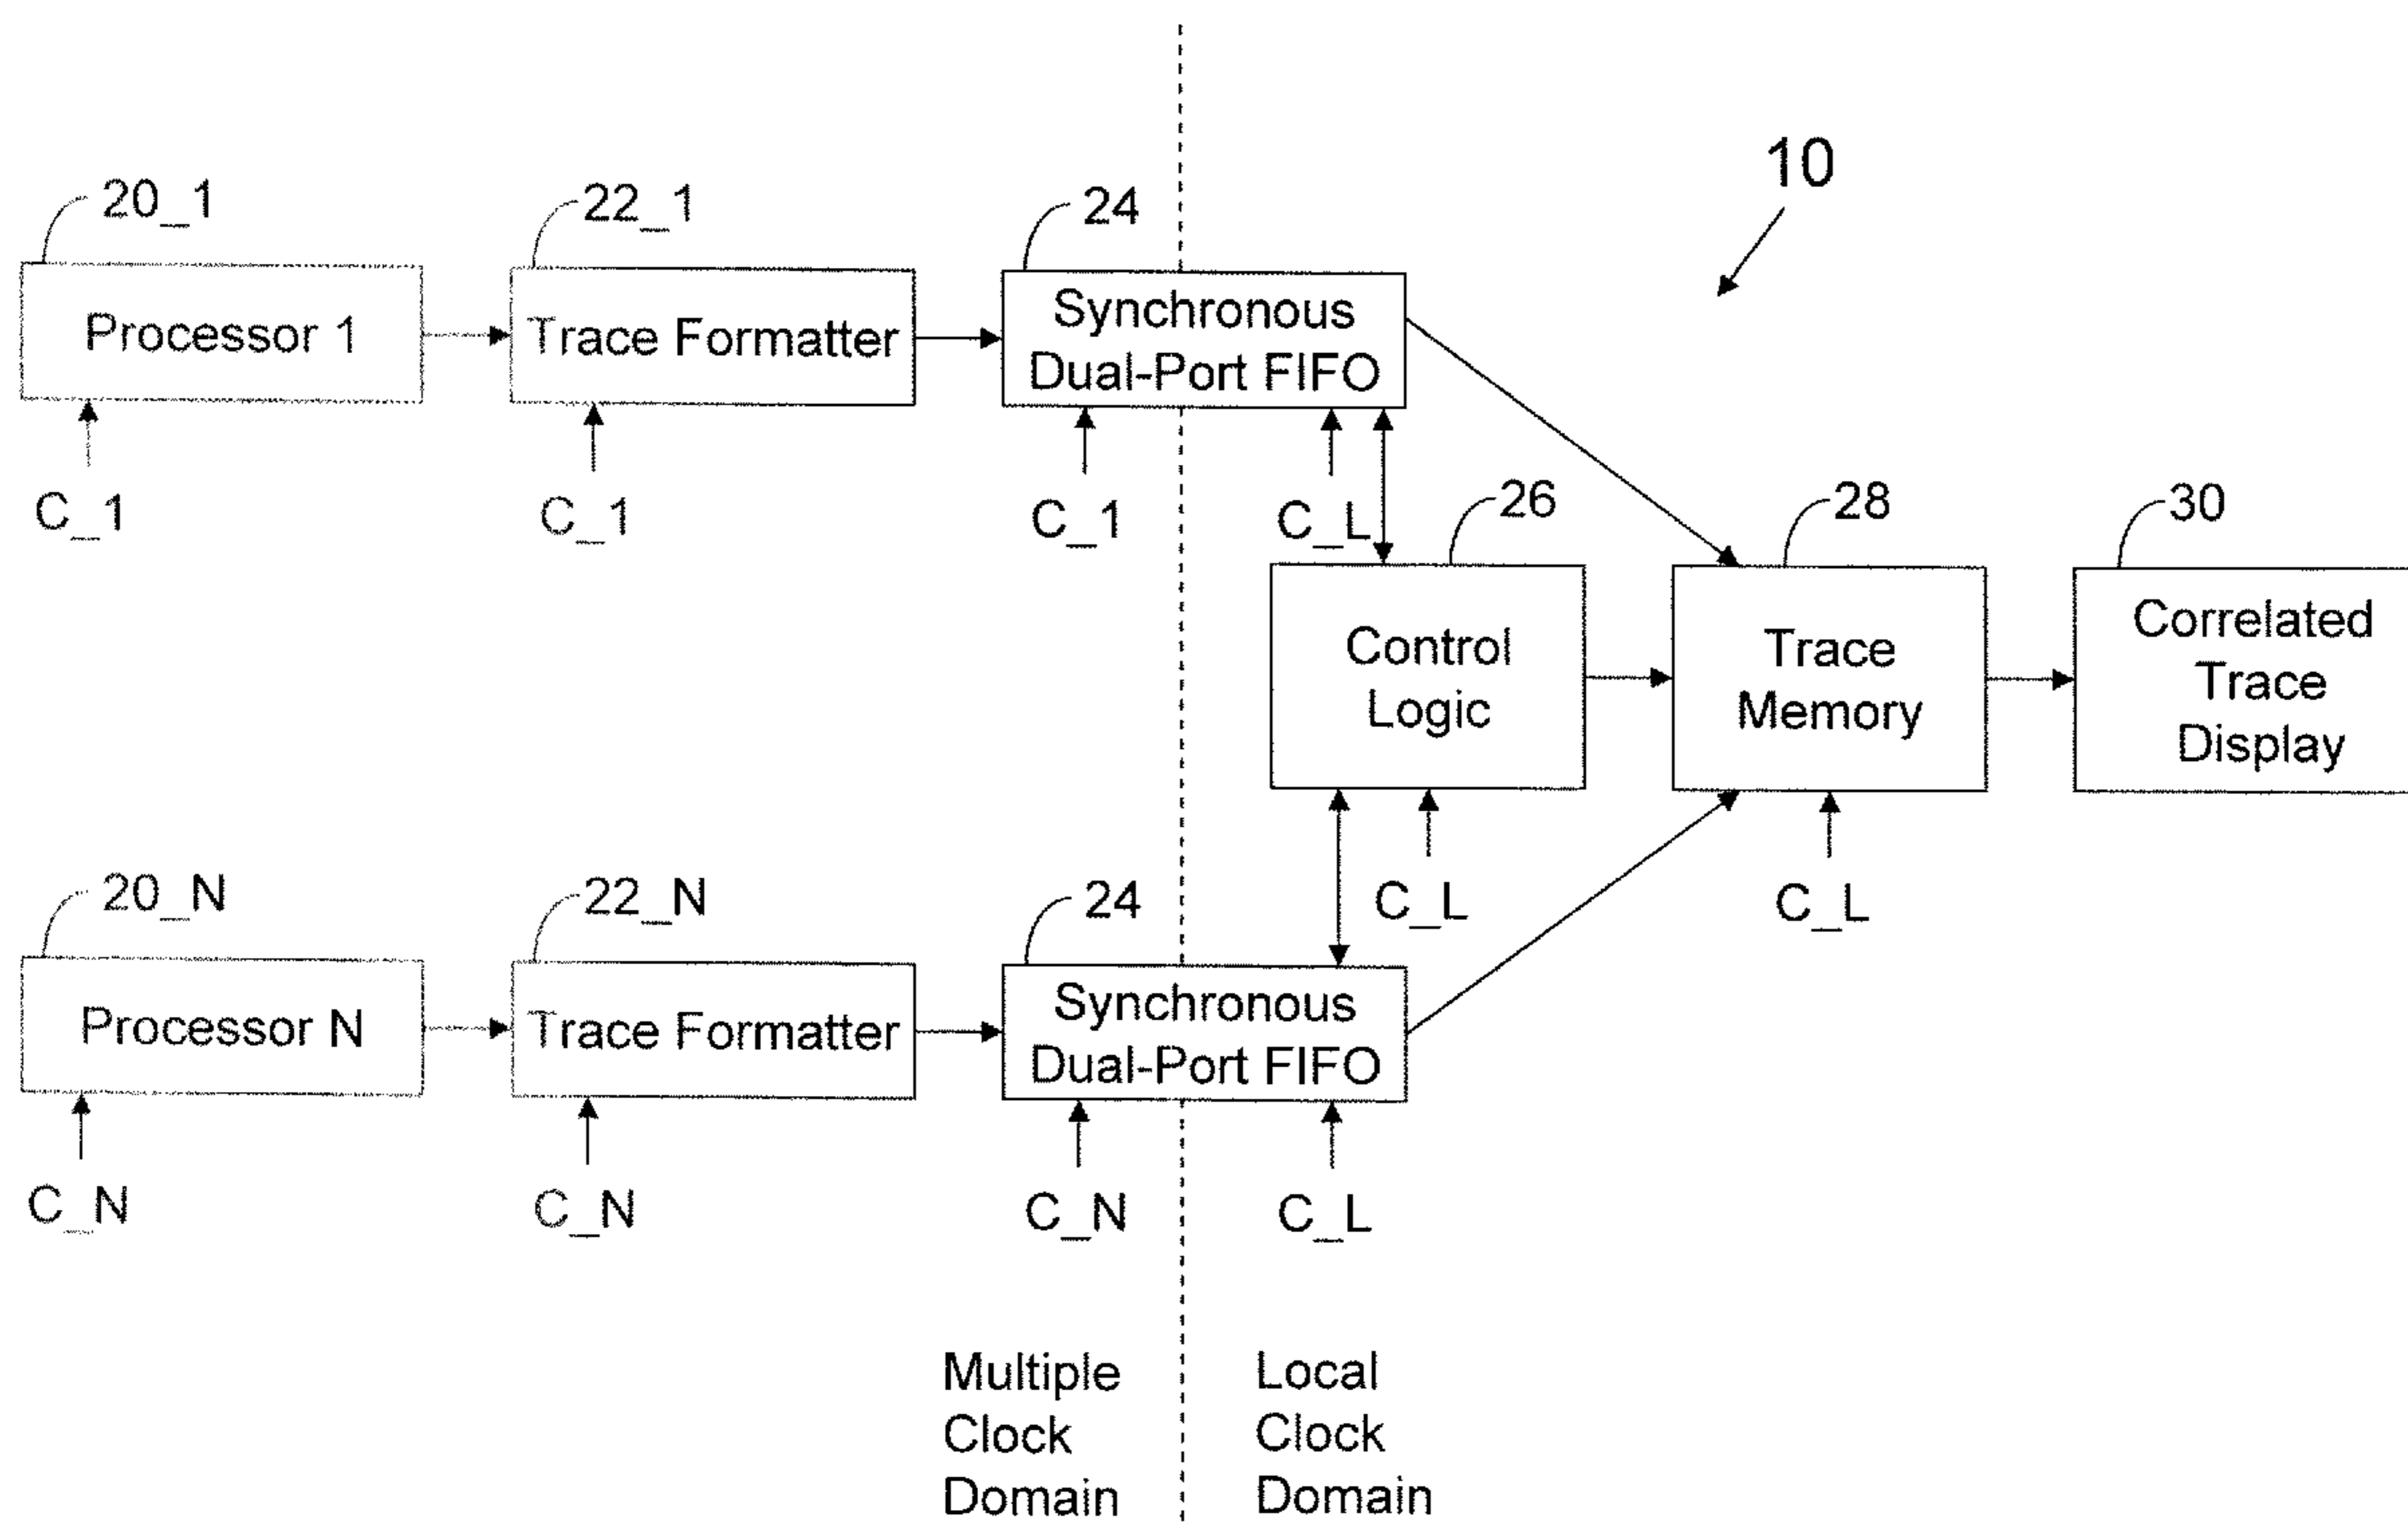 10
20_1
22_1
24
Processor 1
Trace Formatter
Synchronous
Dual-Port FIFO
C_1
C_1
C_1
C_L
26
28
30
Control
Logic
Trace
Memory
Correlated
Trace
Display
C_L
C_L
20_N
22_N
24
Processor N
Trace Formatter
Synchronous
Dual-Port FIFO
C_N
C_N
C_N
C_L
Multiple
Clock
Domain
Local
Clock
Domain